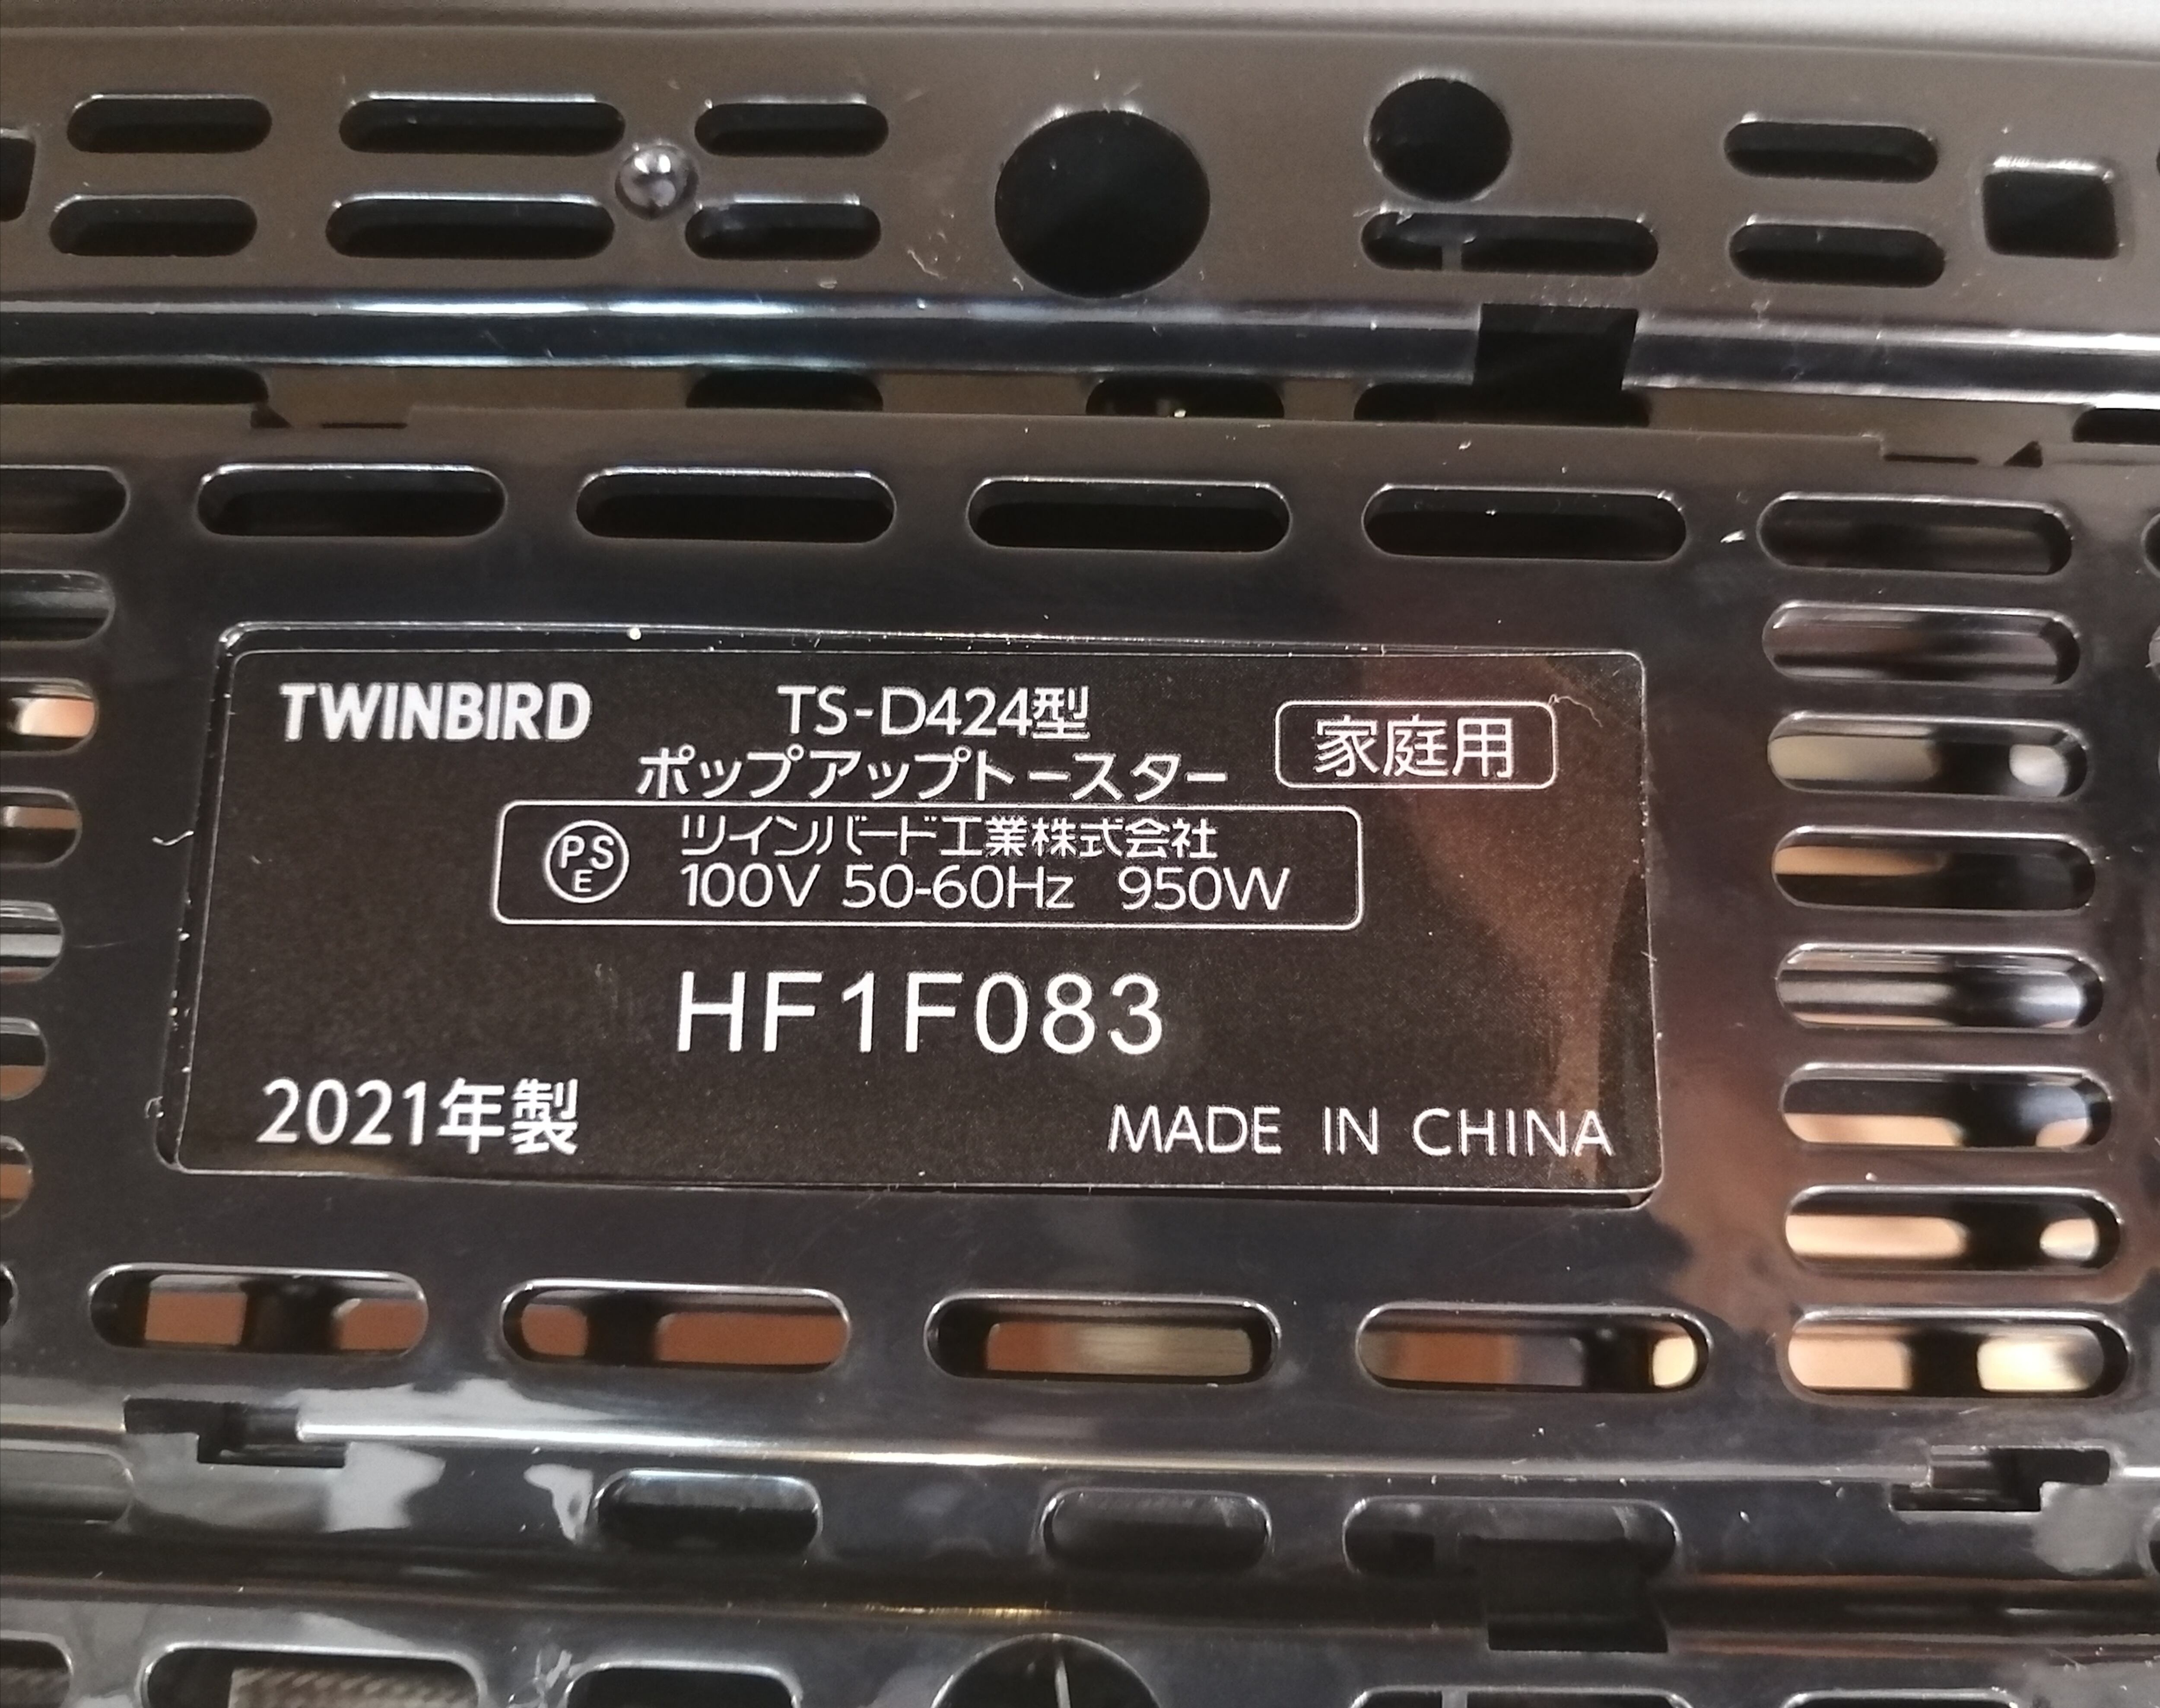 TWINBIRD
TS-D424型
ポップアップトースター
家庭用
PSE
ツインバード工業株式会社
100V 50-60Hz 950W
HF1F083
2021年製
MADE IN CHINA